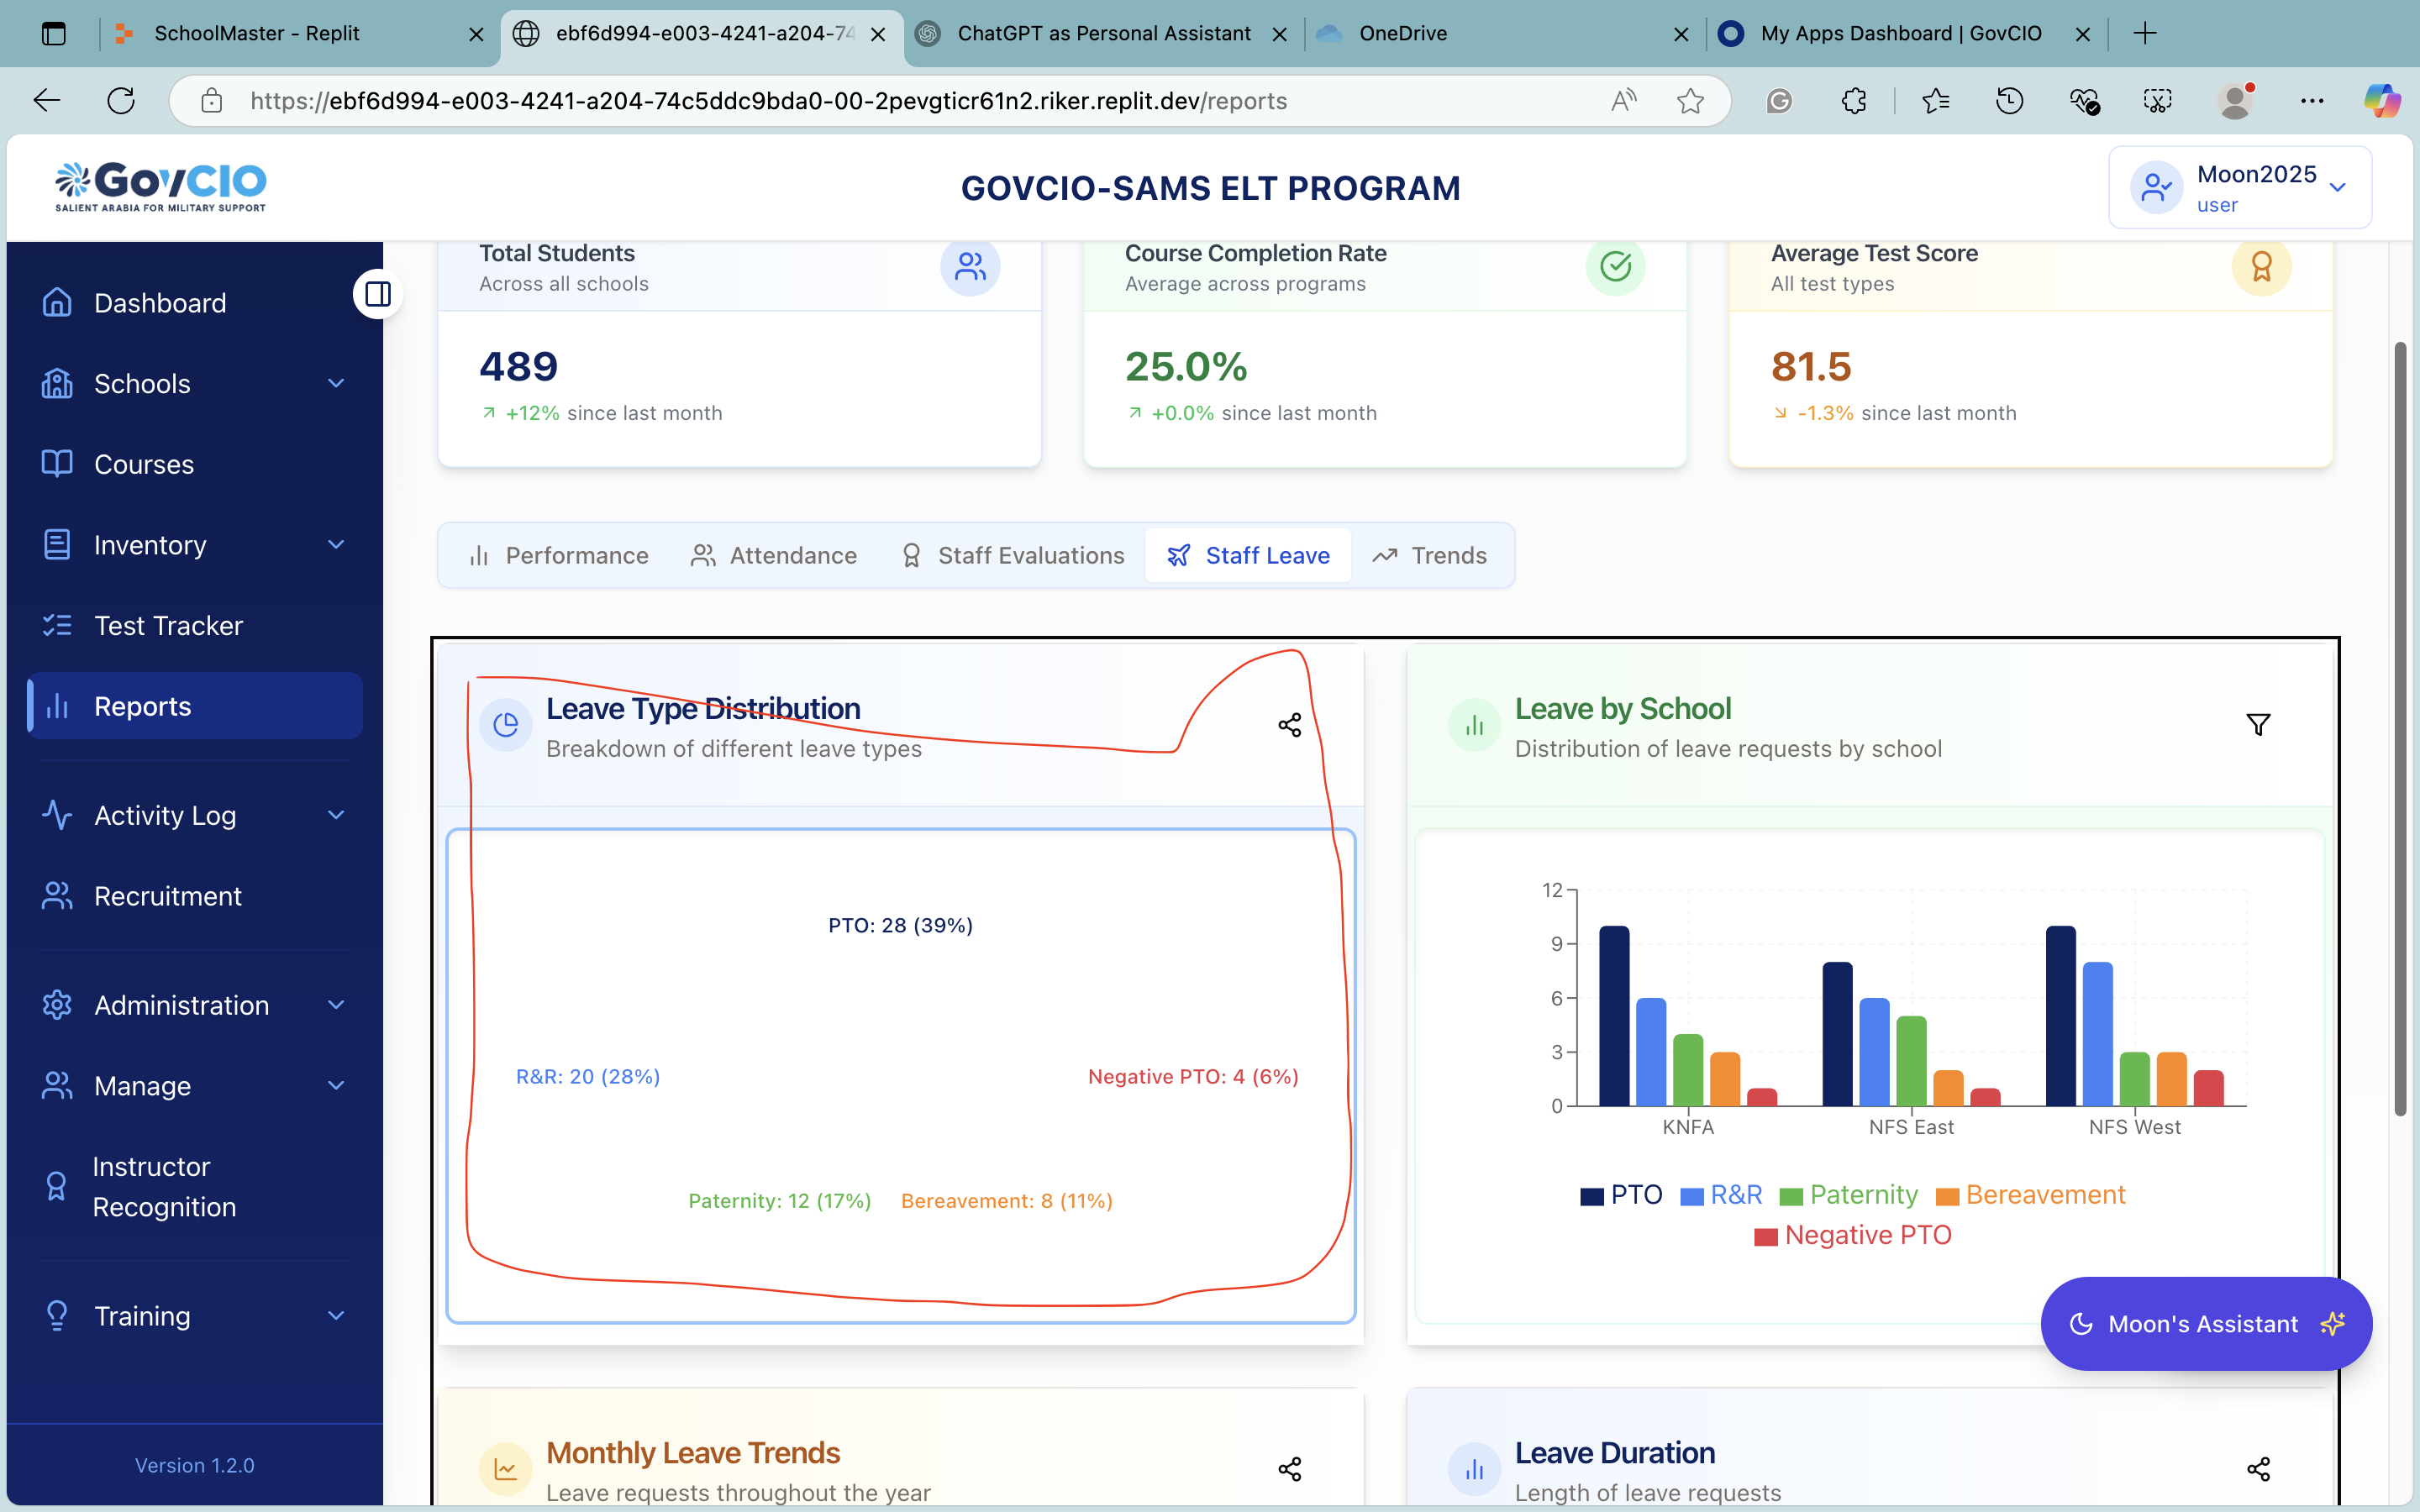 SchoolMaster - Replit
ebf6d994-e003-4241-a204-74
ChatGPT as Personal Assistant
OneDrive
My Apps Dashboard | GovCIO
https://ebf6d994-e003-4241-a204-74c5ddc9bda0-00-2pevgticr61n2.riker.replit.dev/reports
GovCIO
SALIENT ARABIA FOR MILITARY SUPPORT
GOVCIO-SAMS ELT PROGRAM
Moon2025
user
Dashboard
Schools
Courses
Inventory
Test Tracker
Reports
Activity Log
Recruitment
Administration
Manage
Instructor
Recognition
Training
Version 1.2.0
Total Students
Across all schools
489
+12% since last month
Course Completion Rate
Average across programs
25.0%
+0.0% since last month
Average Test Score
All test types
81.5
-1.3% since last month
Performance
Attendance
Staff Evaluations
Staff Leave
Trends
Leave Type Distribution
Breakdown of different leave types
PTO: 28 (39%)
R&R: 20 (28%)
Negative PTO: 4 (6%)
Paternity: 12 (17%)
Bereavement: 8 (11%)
Leave by School
Distribution of leave requests by school
12
9
6
3
0
KNFA
NFS East
NFS West
PTO
R&R
Paternity
Bereavement
Negative PTO
Moon's Assistant
Monthly Leave Trends
Leave requests throughout the year
Leave Duration
Length of leave requests